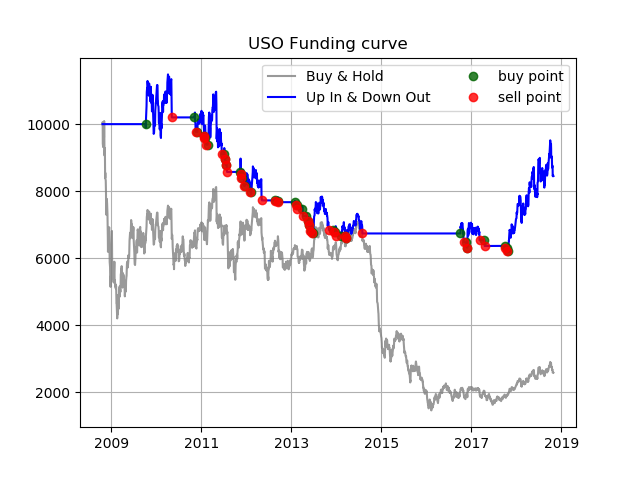 USO Funding curve
Buy & Hold
Up In & Down Out
buy point
sell point
10000
8000
6000
4000
2000
2009 2011 2013 2015 2017 2019